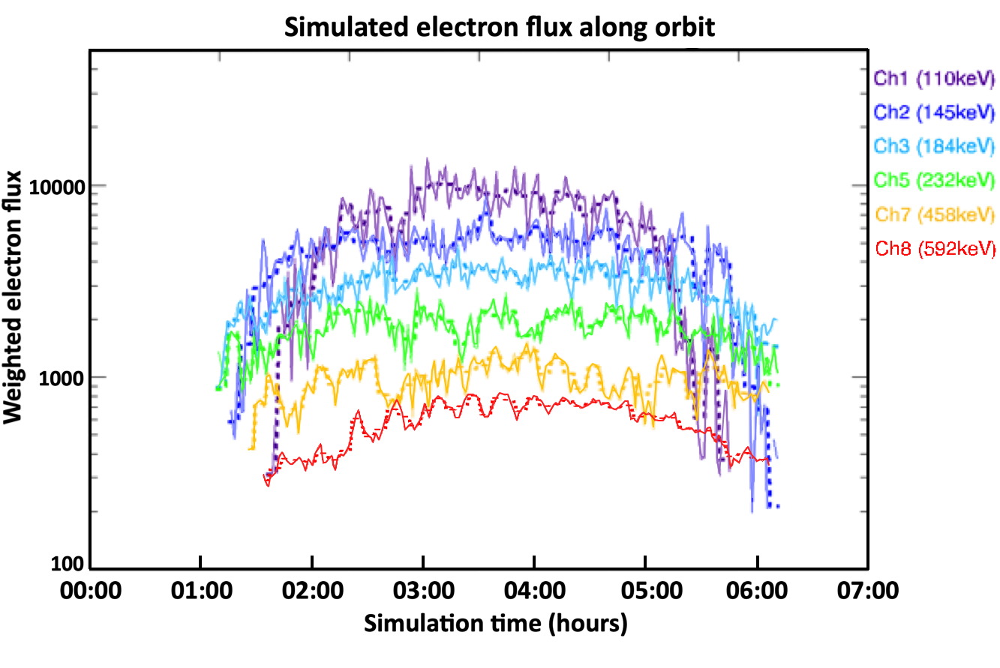 Simulated electron flux along orbit
Ch1 (110keV)
Ch2 (145keV)
Ch3 (184keV)
Ch5 (232keV)
Ch7 (458keV)
Ch8 (592keV)
Weighted electron flux
10000
1000
100
00:00 01:00 02:00 03:00 04:00 05:00 06:00 07:00
Simulation time (hours)